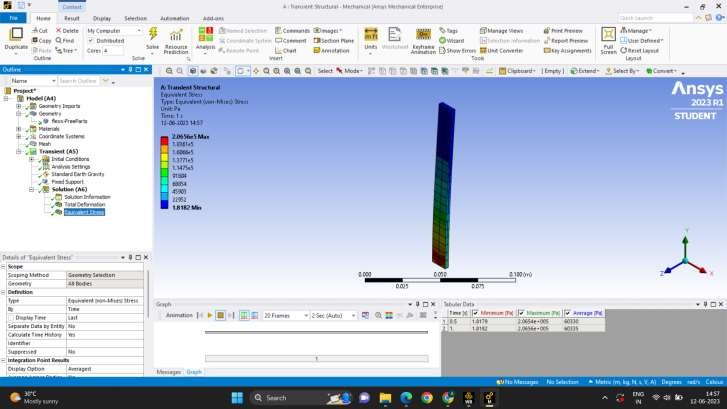 A : Transient Structural - Mechanical [Ansys Mechanical Enterprise]
Context
File
Home
Result
Display
Selection
Automation
Add-ons
Quick Launch
Duplicate
Cut
Delete
Copy
Find
Paste
Tree
Outline
My Computer
Distributed
Cores 4
Solve
Resource Prediction
Solve
Analysis
Named Selection
Coordinate System
Remote Point
Commands
Comment
Chart
Images
Section Plane
Annotation
Insert
Units
Worksheet
Keyframe Animation
Tags
Wizard
Show Errors
Manage Views
Selection Information
Unit Converter
Print Preview
Report Preview
Key Assignments
Tools
Full Screen
Manage
User Defined
Reset Layout
Layout
Select
Mode
Clipboard
[ Empty ]
Extend
Select By
Convert
Outline
Name
Search Outline
Project*
Model (A4)
Geometry Imports
Geometry
flexx-FreeParts
Materials
Coordinate Systems
Mesh
Transient (A5)
Initial Conditions
Analysis Settings
Standard Earth Gravity
Fixed Support
Solution (A6)
Solution Information
Total Deformation
Equivalent Stress
A: Transient Structural
Equivalent Stress
Type: Equivalent (von-Mises) Stress
Unit: Pa
Time: 1 s
12-06-2023 14:57
2.0656e5 Max
1.3771e5
1.1475e5
22952
1.8182 Min
Ansys
2023 R1
STUDENT
0.000
0.050
0.100 (m)
0.025
0.075
Y
X
Z
Details of "Equivalent Stress"
Scope
Scoping Method Geometry Selection
Geometry All Bodies
Definition
Type Equivalent (von-Mises) Stress
By Time
Display Time Last
Separate Data by Entity No
Calculate Time History Yes
Identifier
Suppressed No
Integration Point Results
Display Option Averaged
Graph
Animation
20 Frames
2 Sec (Auto)
1
Messages Graph
Tabular Data
Time [s] Minimum [Pa] Maximum [Pa] Average [Pa]
1 0.5 1.8179 2.0654e+005 60330
2 1. 1.8182 2.0656e+005 60335
No Messages
No Selection
Metric (m, kg, N, s, V, A)
Degrees
rad/s
Celsius
30°C
Mostly sunny
Search
ENG
IN
14:57
12-06-2023